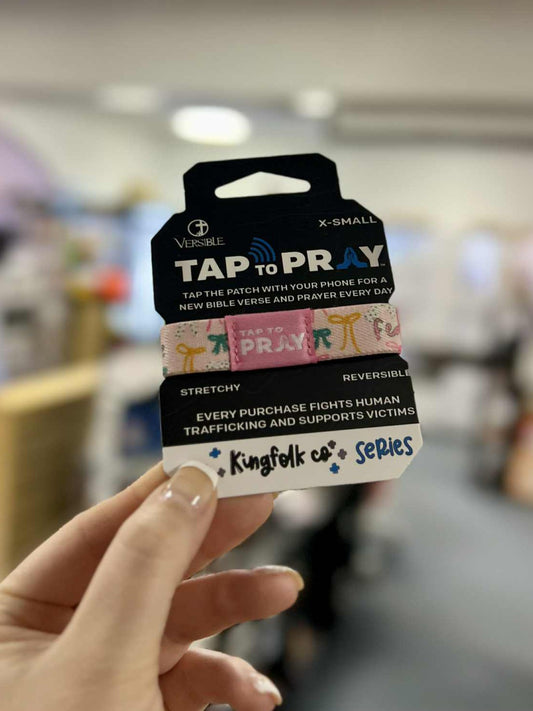 X-SMALL
VERSIBLE
TAP TO PRAY
TAP THE PATCH WITH YOUR PHONE FOR A
NEW BIBLE VERSE AND PRAYER EVERY DAY
TAP TO
PRAY
STRETCHY
REVERSIBLE
EVERY PURCHASE FIGHTS HUMAN
TRAFFICKING AND SUPPORTS VICTIMS
Kingfolk co SERIES